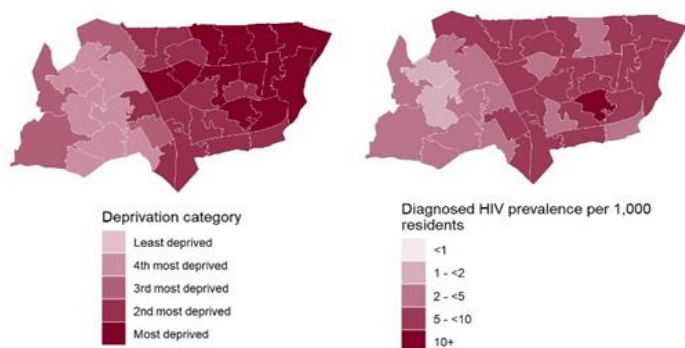 Deprivation category
Least deprived
4th most deprived
3rd most deprived
2nd most deprived
Most deprived
Diagnosed HIV prevalence per 1,000
residents
<1
1 - <2
2 - <5
5 - <10
10+